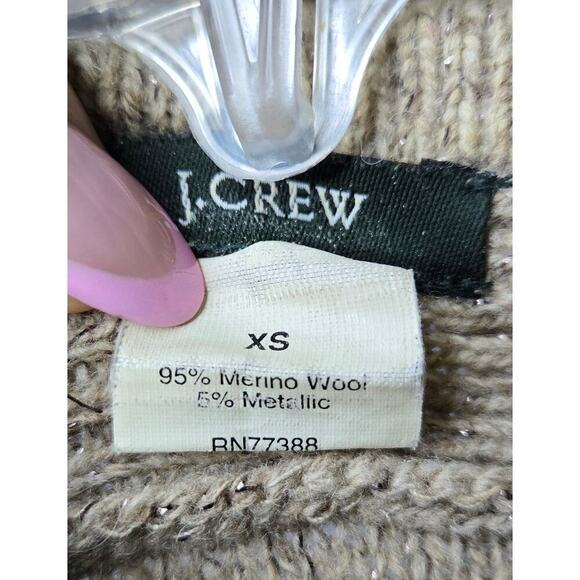 J.CREW
XS
95% Merino Wool
5% Metallic
RN77388